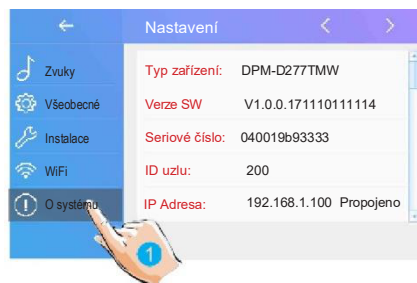 Nastavení
Zvuky
Všeobecné
Instalace
WiFi
O systému
Typ zařízení: DPM-D277TMW
Verze SW V1.0.0.171110111114
Seriové číslo: 040019b93333
ID uzlu: 200
IP Adresa: 192.168.1.100 Propojeno
1